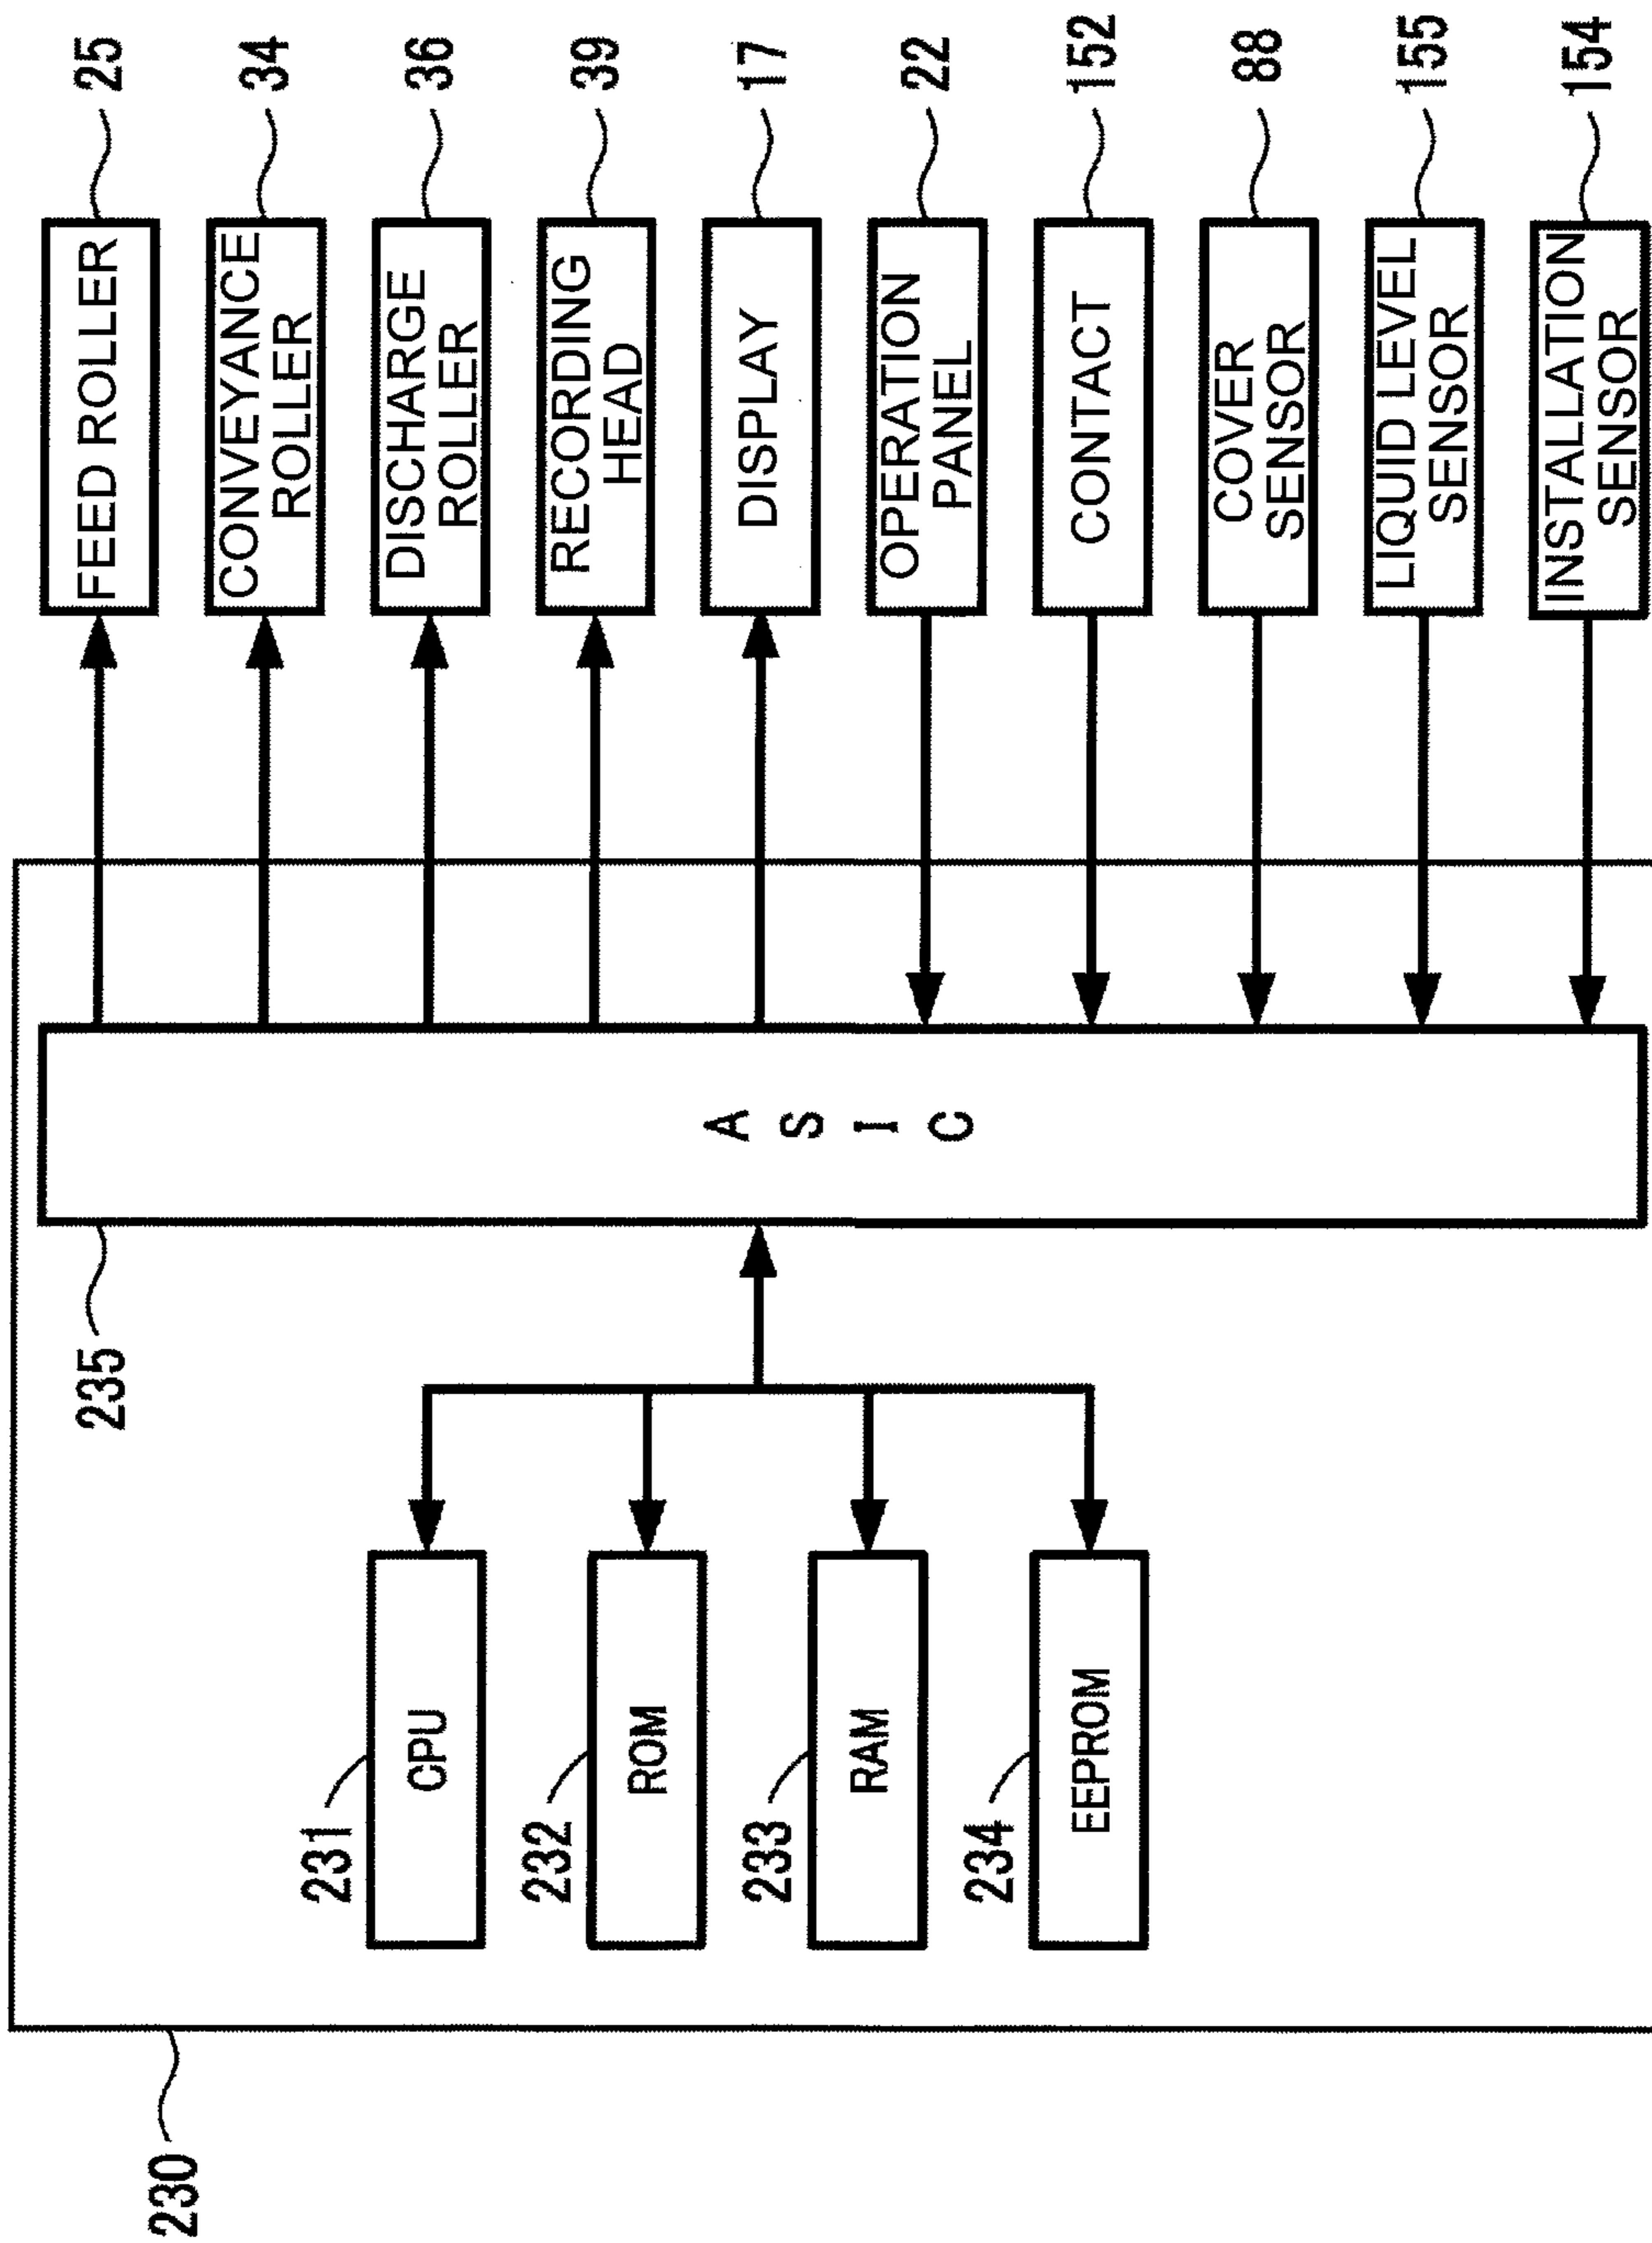 230
231
CPU
232
ROM
233
RAM
234
EEPROM
235
ASIC
FEED ROLLER
25
CONVEYANCE
ROLLER
34
DISCHARGE
ROLLER
36
RECORDING
HEAD
39
DISPLAY
17
OPERATION
PANEL
22
CONTACT
152
COVER
SENSOR
88
LIQUID LEVEL
SENSOR
155
INSTALLATION
SENSOR
154